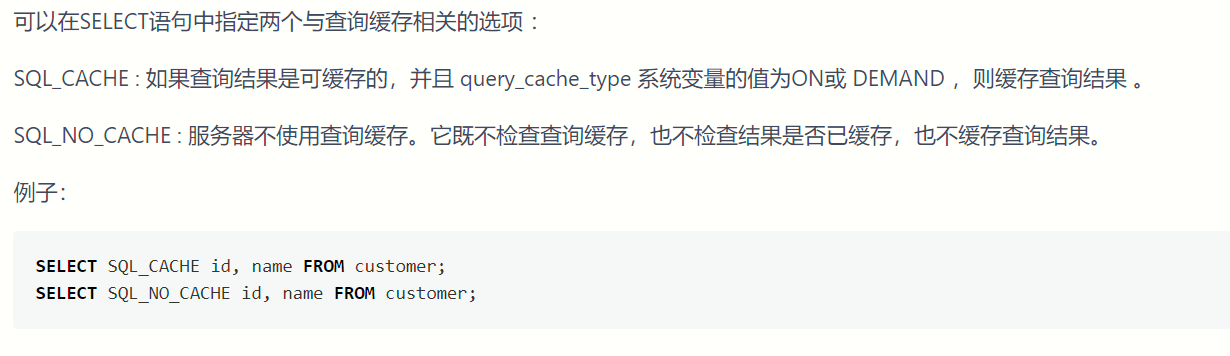 可以在SELECT语句中指定两个与查询缓存相关的选项：
SQL_CACHE : 如果查询结果是可缓存的，并且 query_cache_type 系统变量的值为ON或 DEMAND ，则缓存查询结果 。
SQL_NO_CACHE : 服务器不使用查询缓存。它既不检查查询缓存，也不检查结果是否已缓存，也不缓存查询结果。
例子：
SELECT SQL_CACHE id, name FROM customer;
SELECT SQL_NO_CACHE id, name FROM customer;